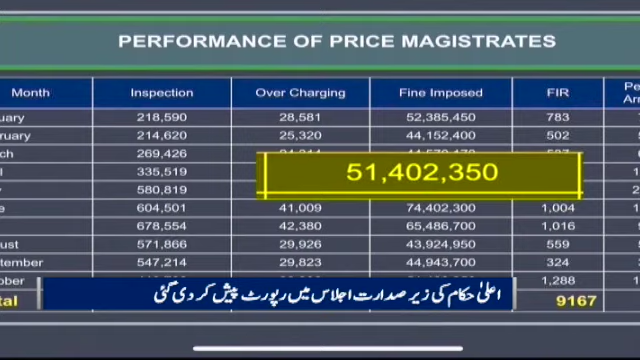 PERFORMANCE OF PRICE MAGISTRATES
Month Inspection Over Charging Fine Imposed FIR
uary 218,590 28,581 52,385,450 783
ruary 214,620 25,320 44,152,400 502
ch 269,426
335,519
51,402,350
580,819
e 604,501 41,009 74,402,300 1,004
678,554 42,380 65,486,700 1,016
ust 571,866 29,926 43,924,950 559
tember 547,214 29,823 44,943,700 324
ober 1,288
اعلیٰ حکام کی زیر صدارت اجلاس میں رپورٹ پیش کر دی گئی
tal 9167